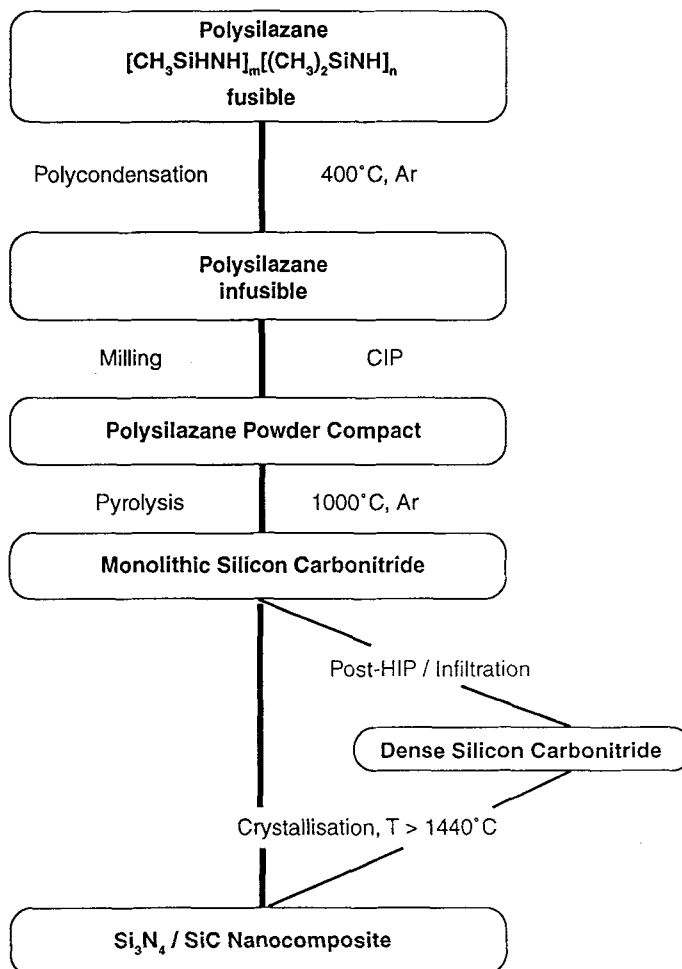 Polysilazane
[CH₃SiHNH]ₘ[(CH₃)₂SiNH]ₙ
fusible
Polycondensation 400°C, Ar
Polysilazane
infusible
Milling CIP
Polysilazane Powder Compact
Pyrolysis 1000°C, Ar
Monolithic Silicon Carbonitride
Post-HIP / Infiltration
Dense Silicon Carbonitride
Crystallisation, T > 1440°C
Si₃N₄ / SiC Nanocomposite